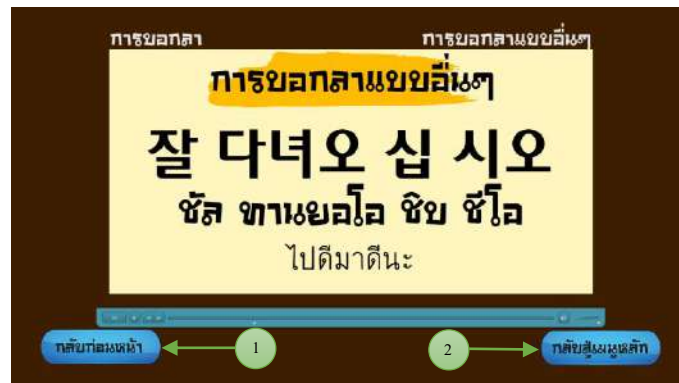 การบอกลา
การบอกลาแบบอื่นๆ
การบอกลาแบบอื่นๆ
잘 다녀오 십 시오
ชัล ทานยอโอ ชิบ ชีโอ
ไปดีมาดีนะ
กลับก่อนหน้า
1
2
กลับสู่เมนูหลัก